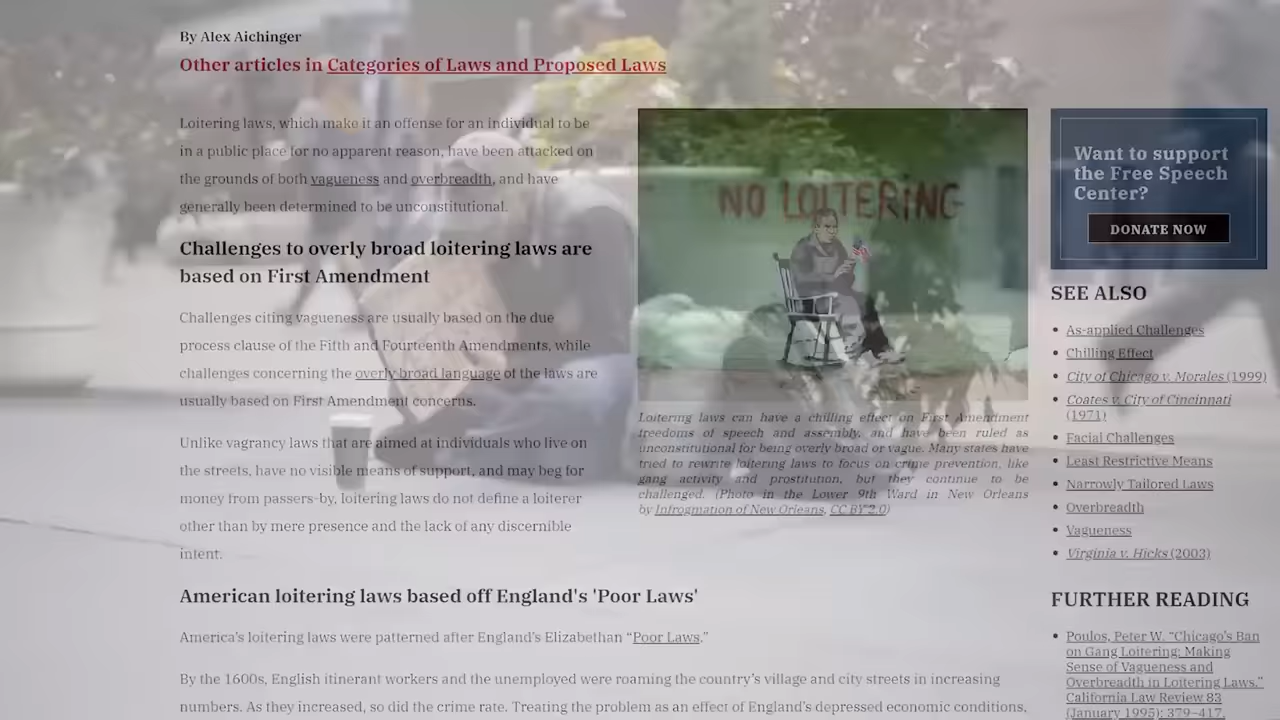 By Alex Aichinger
Other articles in Categories of Laws and Proposed Laws
Loitering laws, which make it an offense for an individual to be
in a public place for no apparent reason, have been attacked on
the grounds of both vagueness and overbreadth, and have
generally been determined to be unconstitutional.
Challenges to overly broad loitering laws are
based on First Amendment
Challenges citing vagueness are usually based on the due
process clause of the Fifth and Fourteenth Amendments, while
challenges concerning the overly broad language of the laws are
usually based on First Amendment concerns.
Unlike vagrancy laws that are aimed at individuals who live on
the streets, have no visible means of support, and may beg for
money from passers-by, loitering laws do not define a loiterer
other than by mere presence and the lack of any discernible
intent.
NO LOITERING
Loitering laws can have a chilling effect on First Amendment
freedoms of speech and assembly, and have been ruled as
unconstitutional for being overly broad or vague. Many states have
tried to rewrite loitering laws to focus on crime prevention, like
gang activity and prostitution, but they continue to be
challenged. (Photo in the Lower 9th Ward in New Orleans
by Infrogmation of New Orleans, CC BY 2.0)
American loitering laws based off England's 'Poor Laws'
America's loitering laws were patterned after England's Elizabethan “Poor Laws.”
By the 1600s, English itinerant workers and the unemployed were roaming the country's village and city streets in increasing
numbers. As they increased, so did the crime rate. Treating the problem as an effect of England's depressed economic conditions,
Want to support
the Free Speech
Center?
DONATE NOW
SEE ALSO
As-applied Challenges
Chilling Effect
City of Chicago v. Morales (1999)
Coates v. City of Cincinnati
(1971)
Facial Challenges
Least Restrictive Means
Narrowly Tailored Laws
Overbreadth
Vagueness
Virginia v. Hicks (2003)
FURTHER READING
Poulos, Peter W. “Chicago's Ban
on Gang Loitering: Making
Sense of Vagueness and
Overbreadth in Loitering Laws.”
California Law Review 83
(January 1995): 379–417.